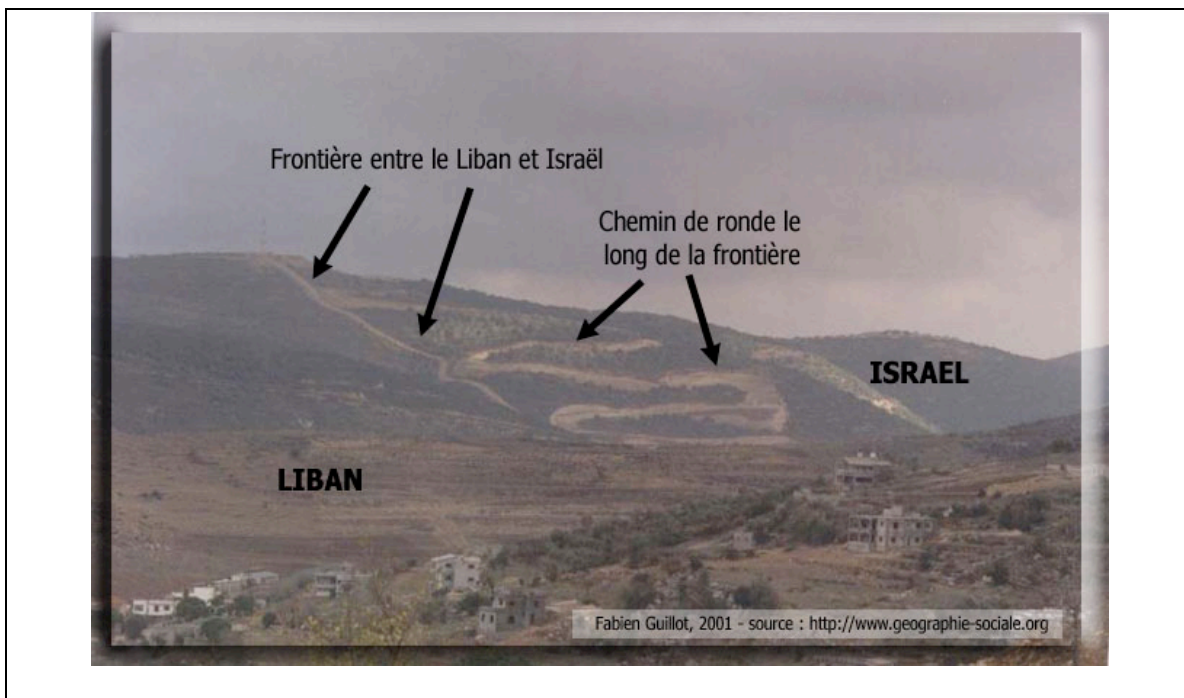 Frontière entre le Liban et Israël
Chemin de ronde le
long de la frontière
ISRAEL
LIBAN
Fabien Guillot, 2001 - source : http://www.geographie-sociale.org